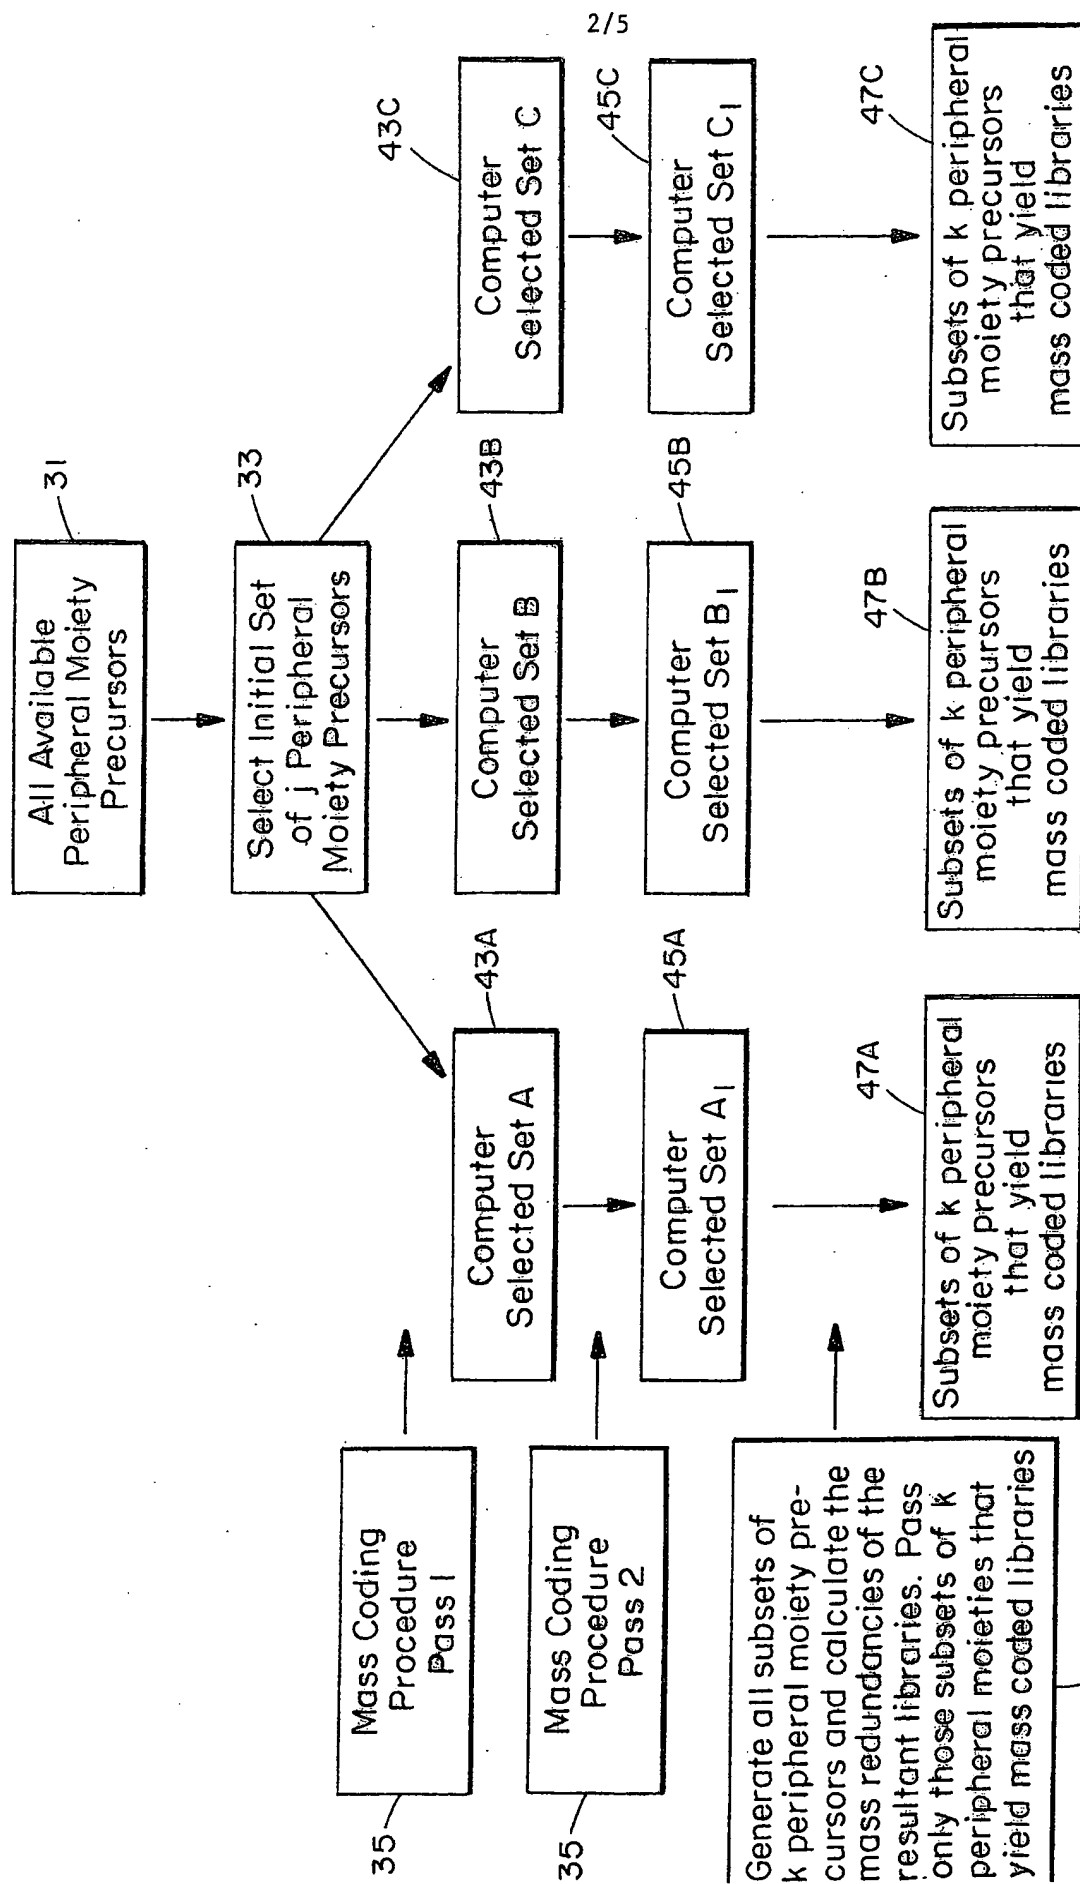 2/5
31
All Available
Peripheral Moiety
Precursors
33
Select Initial Set
of j Peripheral
Moiety Precursors
35
Mass Coding
Procedure
Pass 1
43A
Computer
Selected Set A
43B
Computer
Selected Set B
43C
Computer
Selected Set C
35
Mass Coding
Procedure
Pass 2
45A
Computer
Selected Set A1
45B
Computer
Selected Set B1
45C
Computer
Selected Set C1
Generate all subsets of
k peripheral moiety pre-
cursors and calculate the
mass redundancies of the
resultant libraries. Pass
only those subsets of k
peripheral moieties that
yield mass coded libraries
47A
Subsets of k peripheral
moiety precursors
that yield
mass coded libraries
47B
Subsets of k peripheral
moiety precursors
that yield
mass coded libraries
47C
Subsets of k peripheral
moiety precursors
that yield
mass coded libraries